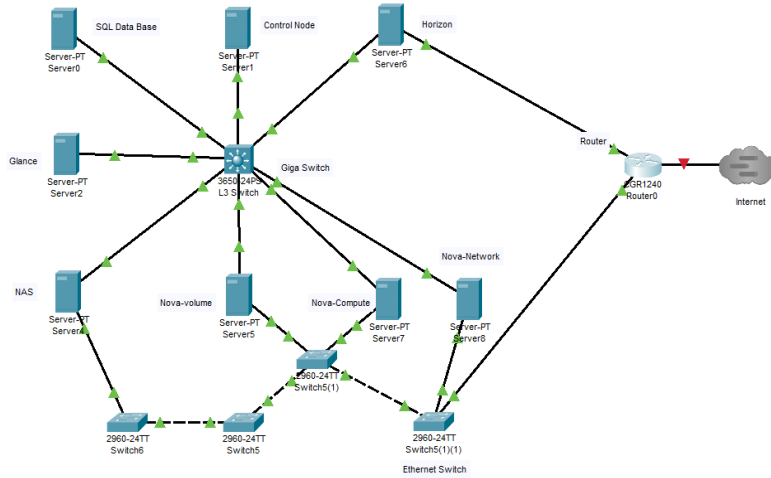 SQL Data Base
Server-PT
Server0
Control Node
Server-PT
Server1
Horizon
Server-PT
Server6
Glance
Server-PT
Server2
3650-24PS
L3 Switch
Giga Switch
Router
CGR1240
Router0
Internet
NAS
Server-PT
Nova-volume
Server-PT
Server5
Nova-Compute
Server-PT
Server7
Nova-Network
Server-PT
Server8
2960-24TT
Switch5(1)
2960-24TT
Switch6
2960-24TT
Switch5
2960-24TT
Switch5(1)(1)
Ethernet Switch